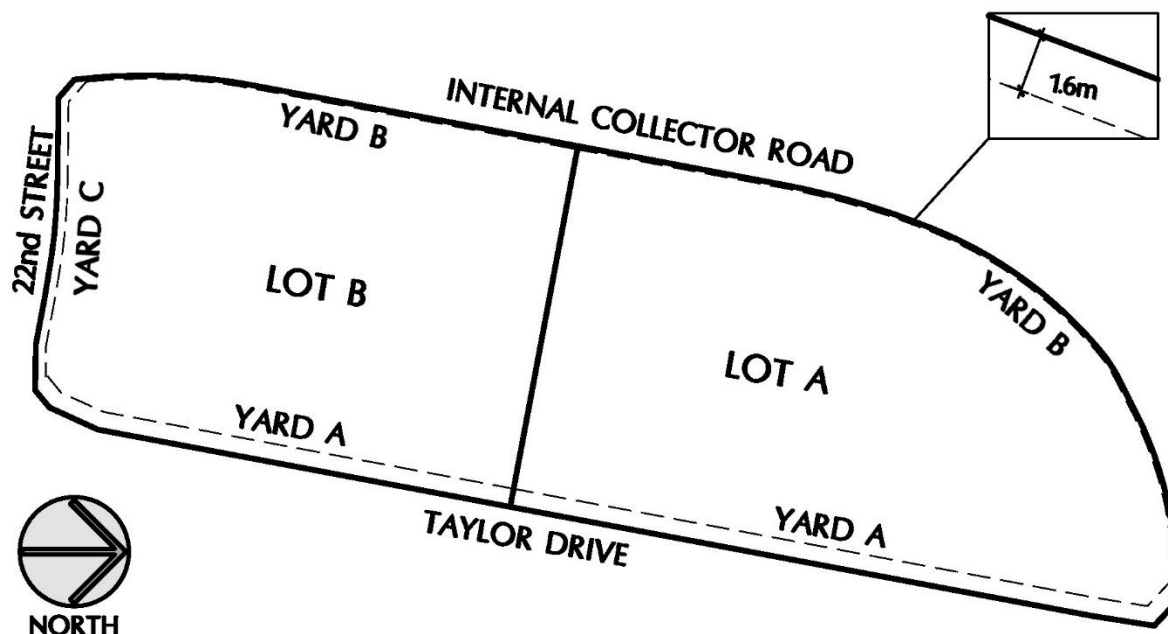 1.6m
INTERNAL COLLECTOR ROAD
YARD B
22nd STREET
YARD C
LOT B
YARD B
LOT A
YARD A
YARD A
TAYLOR DRIVE
NORTH